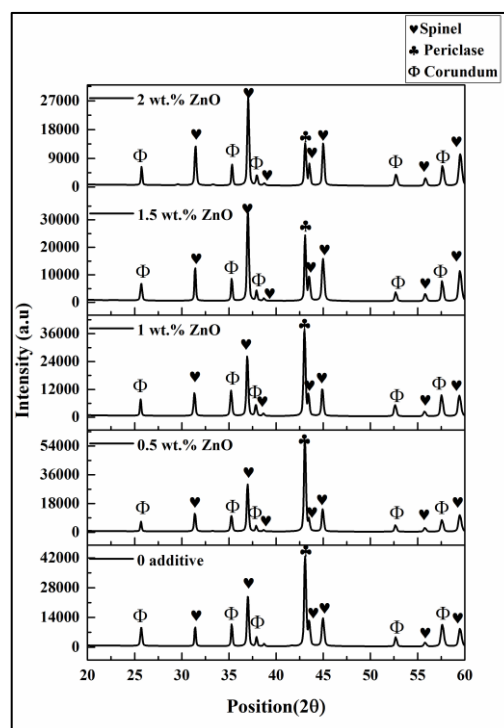 ♥Spinel
♣ Periclase
Φ Corundum
27000
18000
9000
0
2 wt.% ZnO
Φ ♥ Φ ♥ Φ ♥ ♣ ♥ ♥ Φ ♥ Φ ♥
30000
20000
10000
0
1.5 wt.% ZnO
Φ ♥ Φ ♥ Φ ♥ ♣ ♥ ♥ Φ ♥ Φ ♥
36000
24000
12000
0
1 wt.% ZnO
Φ ♥ Φ ♥ Φ ♥ ♣ ♥ ♥ Φ ♥ Φ ♥
54000
36000
18000
0
0.5 wt.% ZnO
Φ ♥ Φ ♥ Φ ♥ ♣ ♥ ♥ Φ ♥ Φ ♥
42000
28000
14000
0
0 additive
Φ ♥ Φ ♥ Φ ♣ ♥ ♥ Φ ♥ Φ ♥
20 25 30 35 40 45 50 55 60
Intensity (a.u)
Position(2θ)